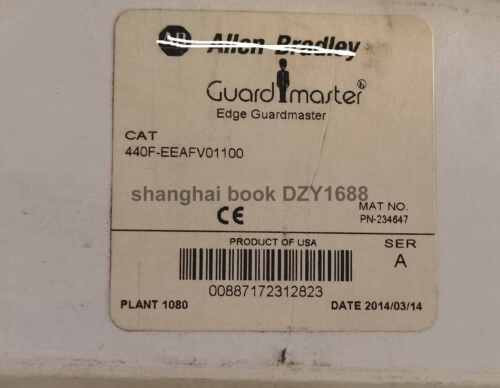 AB Allen-Bradley
Guardmaster
Edge Guardmaster
CAT
440F-EEAFV01100
shanghai book DZY1688
MAT NO.
CE
PN-234647
PRODUCT OF USA
SER
A
00887172312823
PLANT 1080
DATE 2014/03/14